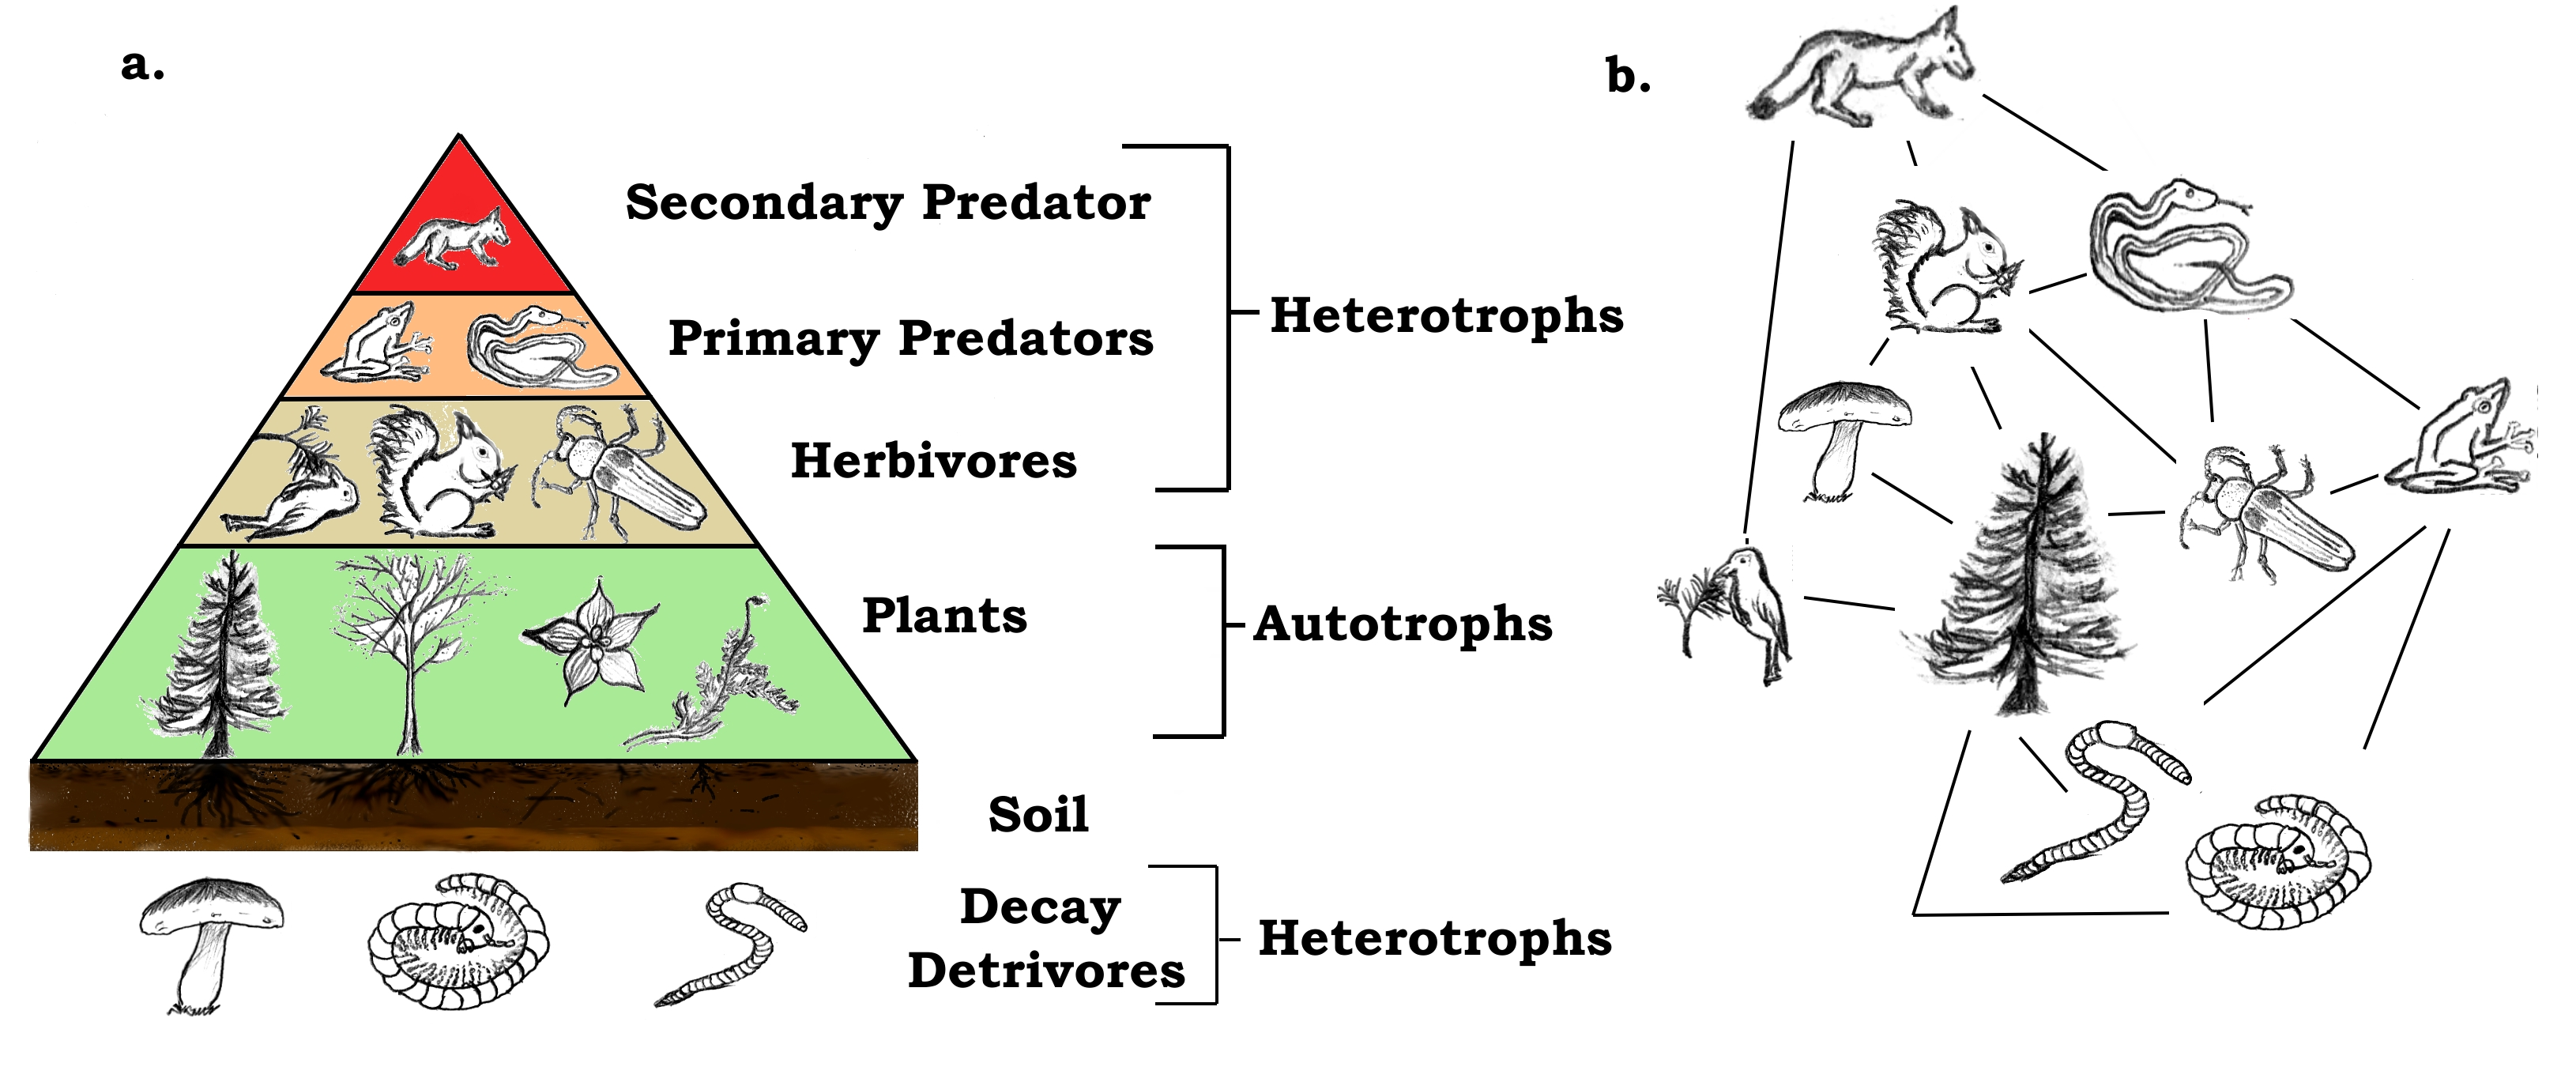 a.
Secondary Predator
Primary Predators
Heterotrophs
Herbivores
Plants
Autotrophs
Soil
Decay
Detrivores
Heterotrophs
b.